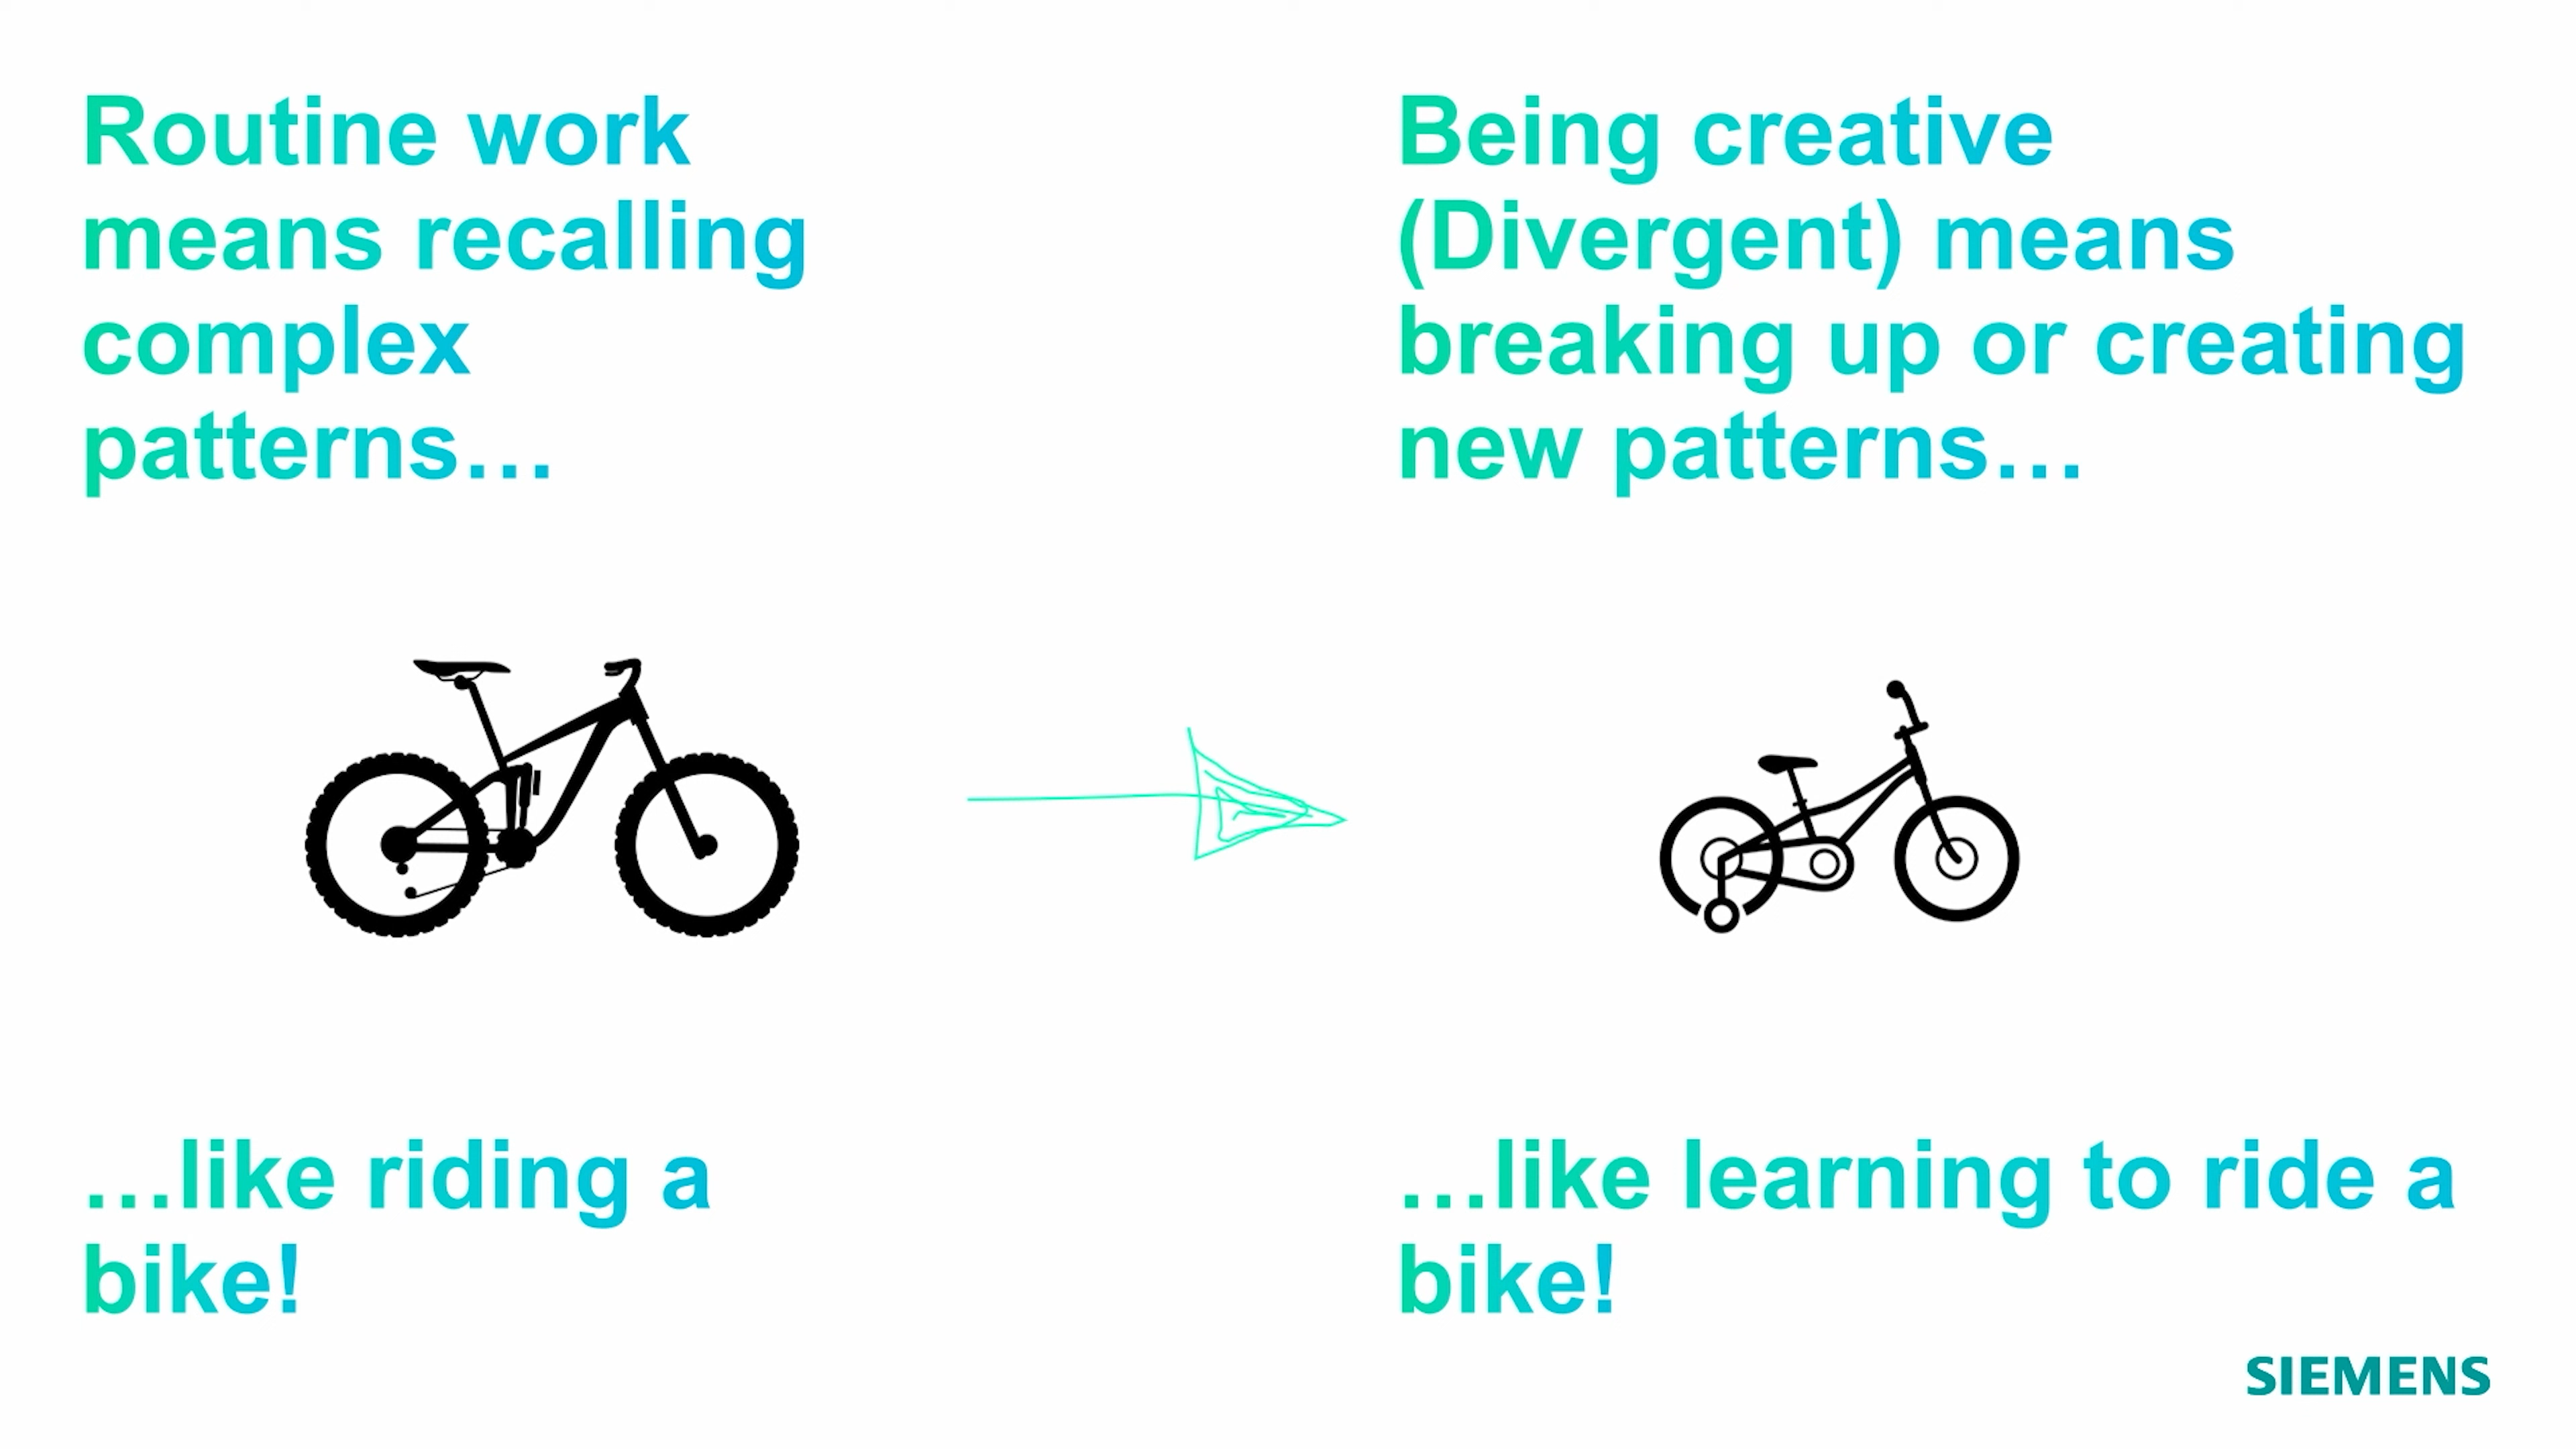 Routine work
means recalling
complex
patterns…
…like riding a
bike!
Being creative
(Divergent) means
breaking up or creating
new patterns…
…like learning to ride a
bike!
SIEMENS